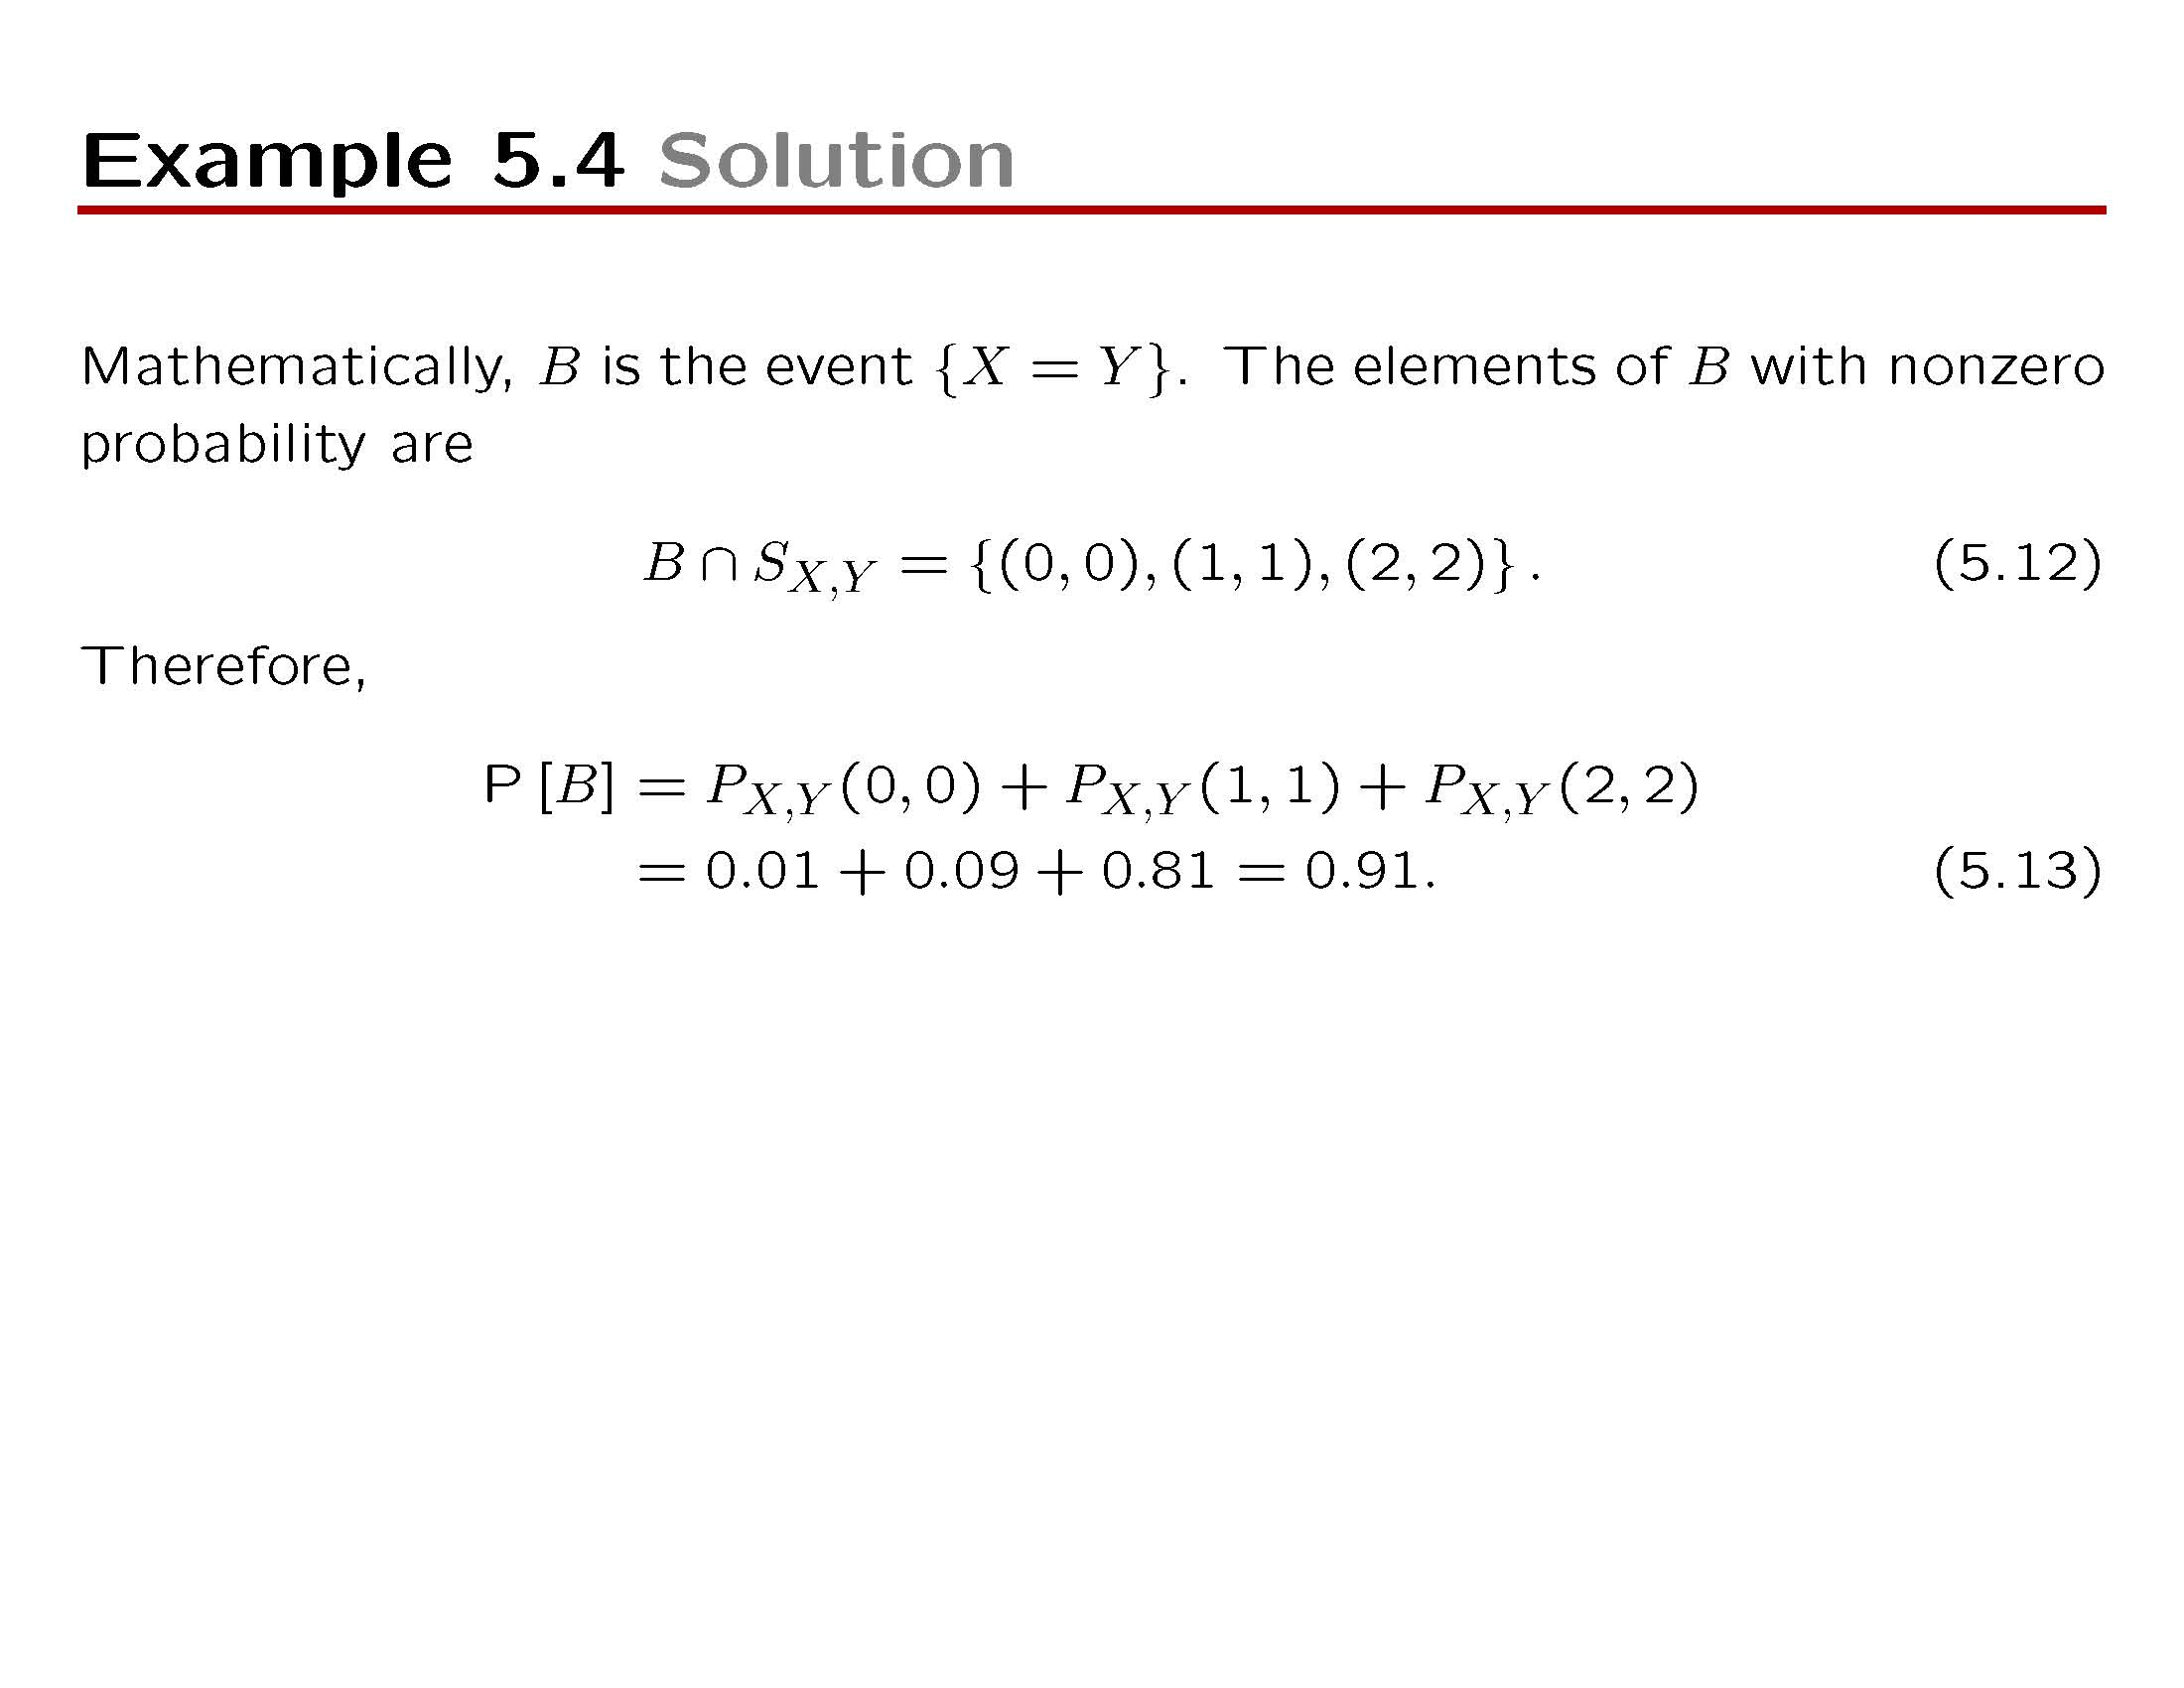 Example 5.4 Solution
Mathematically, B is the event {X = Y}. The elements of B with nonzero
probability are
B ∩ S_{X,Y} = {(0, 0), (1, 1), (2, 2)}. (5.12)
Therefore,
P [B] = P_{X,Y}(0, 0) + P_{X,Y}(1, 1) + P_{X,Y}(2, 2)
= 0.01 + 0.09 + 0.81 = 0.91. (5.13)